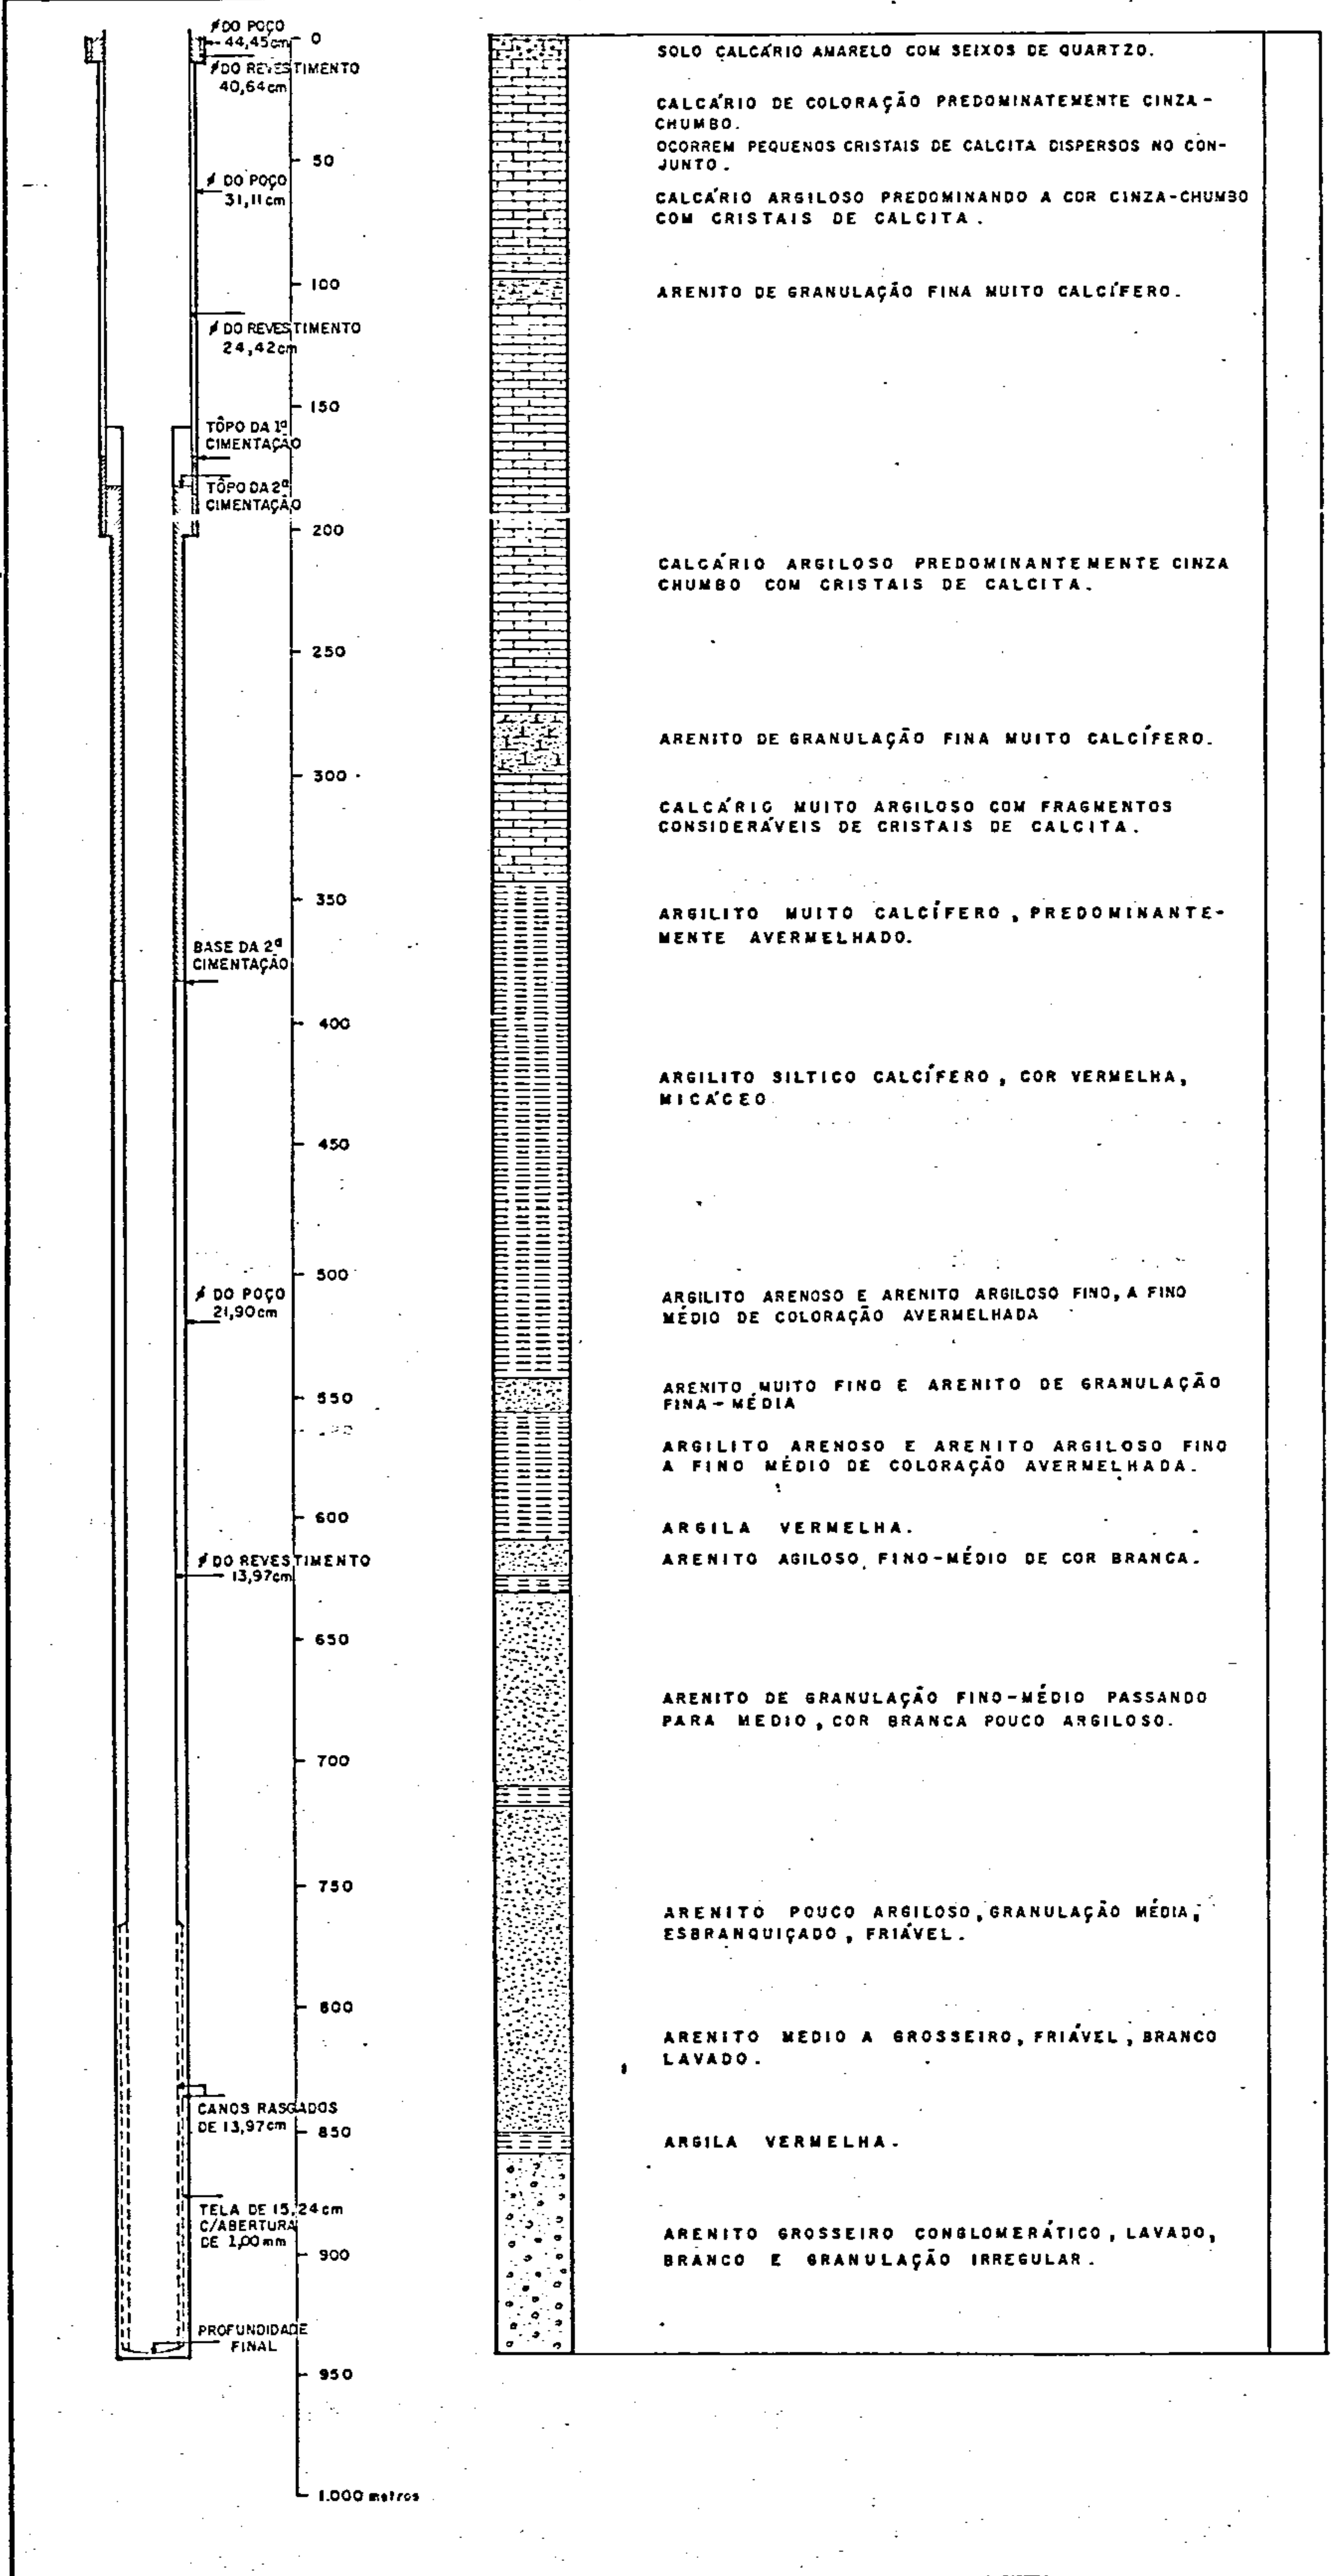 ø DO POÇO
44,45cm
0
ø DO REVESTIMENTO
40,64cm
50
ø DO POÇO
31,11cm
100
ø DO REVESTIMENTO
24,42cm
150
TÔPO DA 1ª
CIMENTAÇÃO
TÔPO DA 2ª
CIMENTAÇÃO
200
250
300
350
BASE DA 2ª
CIMENTAÇÃO
400
450
500
ø DO POÇO
21,90cm
550
600
ø DO REVESTIMENTO
13,97cm
650
700
750
800
CANOS RASGADOS
DE 13,97cm
850
TELA DE 15,24cm
C/ABERTURA
DE 1,00mm
900
PROFUNDIDADE
FINAL
950
1.000 metros
SOLO CALCÁRIO AMARELO COM SEIXOS DE QUARTZO.
CALCÁRIO DE COLORAÇÃO PREDOMINATEMENTE CINZA-
CHUMBO.
OCORREM PEQUENOS CRISTAIS DE CALCITA DISPERSOS NO CON-
JUNTO.
CALCÁRIO ARGILOSO PREDOMINANDO A COR CINZA-CHUMBO
COM CRISTAIS DE CALCITA.
ARENITO DE GRANULAÇÃO FINA MUITO CALCÍFERO.
CALCÁRIO ARGILOSO PREDOMINANTEMENTE CINZA
CHUMBO COM CRISTAIS DE CALCITA.
ARENITO DE GRANULAÇÃO FINA MUITO CALCÍFERO.
CALCÁRIO MUITO ARGILOSO COM FRAGMENTOS
CONSIDERÁVEIS DE CRISTAIS DE CALCITA.
ARGILITO MUITO CALCÍFERO, PREDOMINANTE-
MENTE AVERMELHADO.
ARGILITO SILTICO CALCÍFERO, COR VERMELHA,
MICÁCEO
ARGILITO ARENOSO E ARENITO ARGILOSO FINO, A FINO
MÉDIO DE COLORAÇÃO AVERMELHADA
ARENITO MUITO FINO E ARENITO DE GRANULAÇÃO
FINA-MÉDIA
ARGILITO ARENOSO E ARENITO ARGILOSO FINO
A FINO MÉDIO DE COLORAÇÃO AVERMELHADA.
ARGILA VERMELHA.
ARENITO AGILOSO, FINO-MÉDIO DE COR BRANCA.
ARENITO DE GRANULAÇÃO FINO-MÉDIO PASSANDO
PARA MEDIO, COR BRANCA POUCO ARGILOSO.
ARENITO POUCO ARGILOSO, GRANULAÇÃO MÉDIA,
ESBRANQUIÇADO, FRIÁVEL.
ARENITO MEDIO A GROSSEIRO, FRIÁVEL, BRANCO
LAVADO.
ARGILA VERMELHA.
ARENITO GROSSEIRO CONGLOMERÁTICO, LAVADO,
BRANCO E GRANULAÇÃO IRREGULAR.